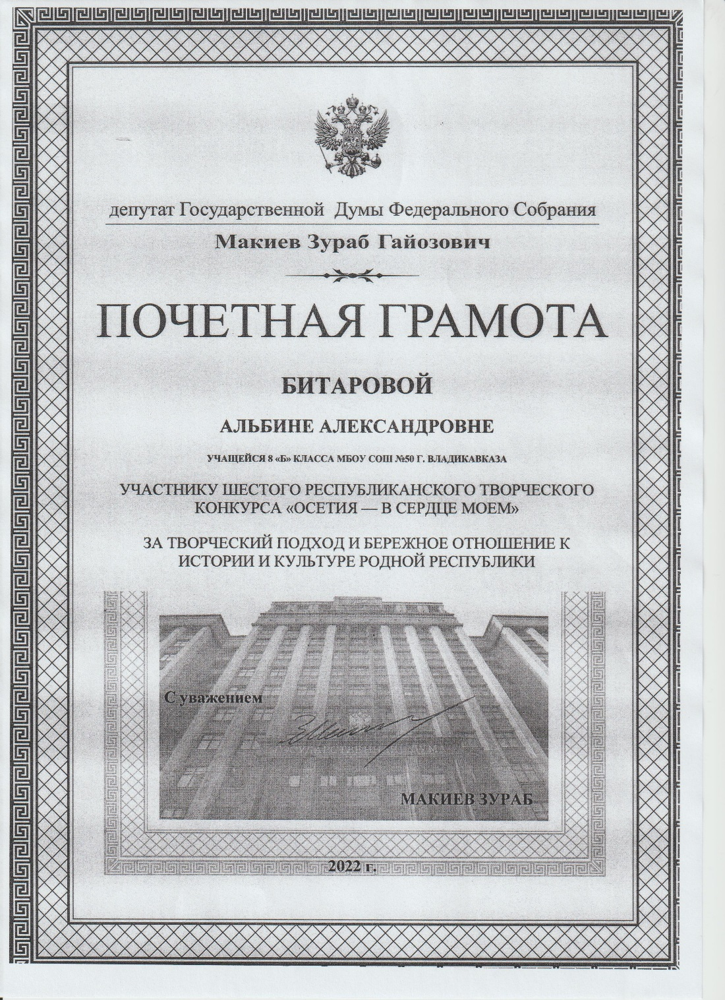 депутат Государственной Думы Федерального Собрания
Макиев Зураб Гайозович
ПОЧЕТНАЯ ГРАМОТА
БИТАРОВОЙ
АЛЬБИНЕ АЛЕКСАНДРОВНЕ
УЧАЩЕЙСЯ 8 «Б» КЛАССА МБОУ СОШ №50 Г. ВЛАДИКАВКАЗА
УЧАСТНИКУ ШЕСТОГО РЕСПУБЛИКАНСКОГО ТВОРЧЕСКОГО
КОНКУРСА «ОСЕТИЯ — В СЕРДЦЕ МОЕМ»
ЗА ТВОРЧЕСКИЙ ПОДХОД И БЕРЕЖНОЕ ОТНОШЕНИЕ К
ИСТОРИИ И КУЛЬТУРЕ РОДНОЙ РЕСПУБЛИКИ
С уважением
МАКИЕВ ЗУРАБ
2022 г.